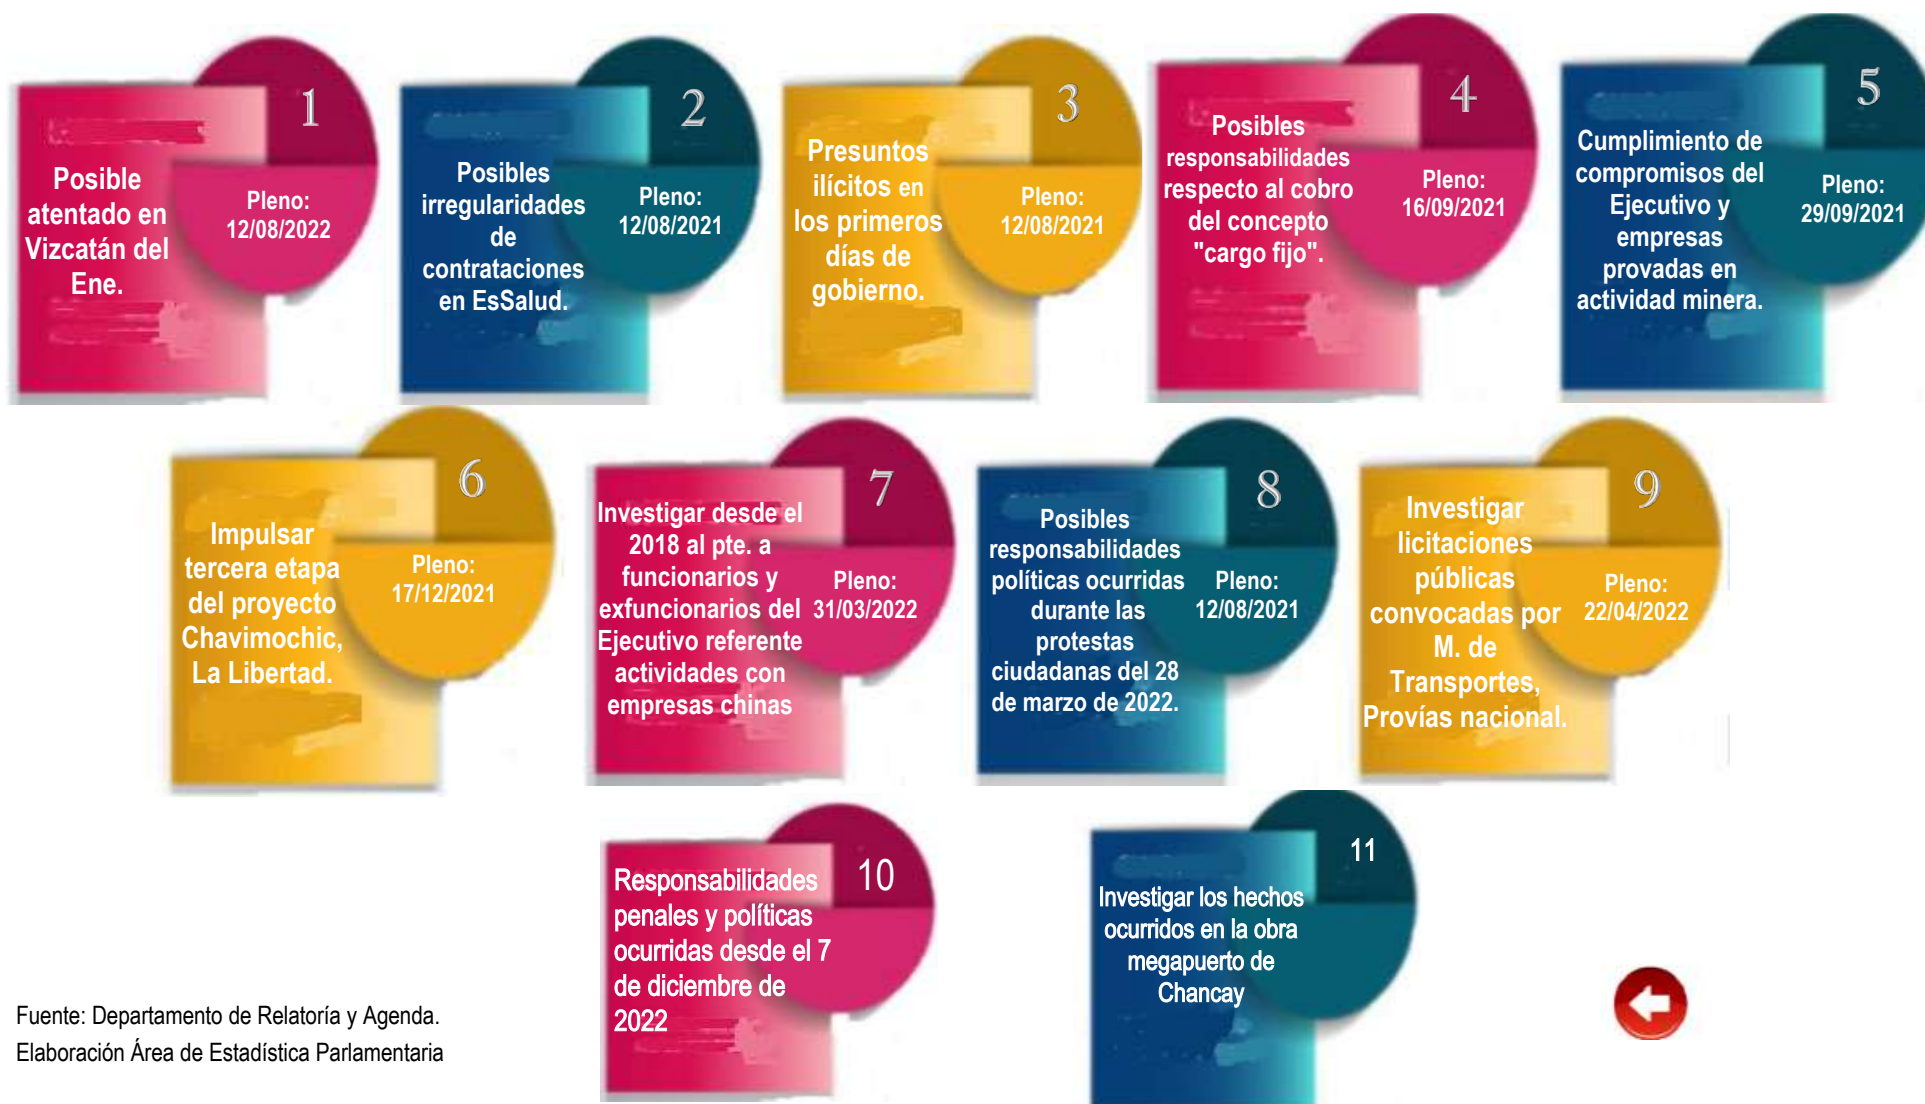 1
Posible
atentado en
Vizcatán del
Ene.
Pleno:
12/08/2022
2
Posibles
irregularidades
de
contrataciones
en EsSalud.
Pleno:
12/08/2021
3
Presuntos
ilícitos en
los primeros
días de
gobierno.
Pleno:
12/08/2021
4
Posibles
responsabilidades
respecto al cobro
del concepto
"cargo fijo".
Pleno:
16/09/2021
5
Cumplimiento de
compromisos del
Ejecutivo y
empresas
provadas en
actividad minera.
Pleno:
29/09/2021
6
Impulsar
tercera etapa
del proyecto
Chavimochic,
La Libertad.
Pleno:
17/12/2021
7
Investigar desde el
2018 al pte. a
funcionarios y
exfuncionarios del
Ejecutivo referente
actividades con
empresas chinas
Pleno:
31/03/2022
8
Posibles
responsabilidades
políticas ocurridas
durante las
protestas
ciudadanas del 28
de marzo de 2022.
Pleno:
12/08/2021
9
Investigar
licitaciones
públicas
convocadas por
M. de
Transportes,
Provías nacional.
Pleno:
22/04/2022
10
Responsabilidades
penales y políticas
ocurridas desde el 7
de diciembre de
2022
11
Investigar los hechos
ocurridos en la obra
megapuerto de
Chancay
Fuente: Departamento de Relatoría y Agenda.
Elaboración Área de Estadística Parlamentaria